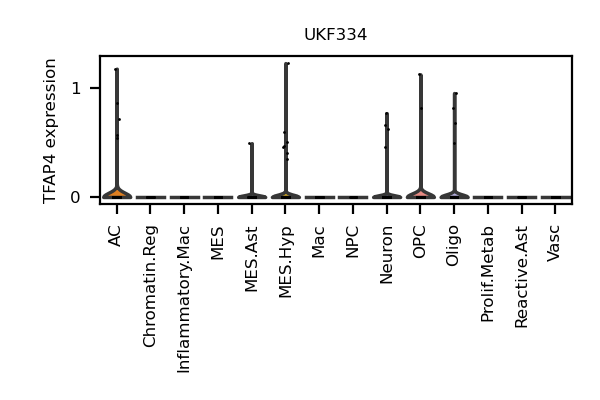 UKF334
TFAP4 expression
1
0
AC
Chromatin.Reg
Inflammatory.Mac
MES
MES.Ast
MES.Hyp
Mac
NPC
Neuron
OPC
Oligo
Prolif.Metab
Reactive.Ast
Vasc